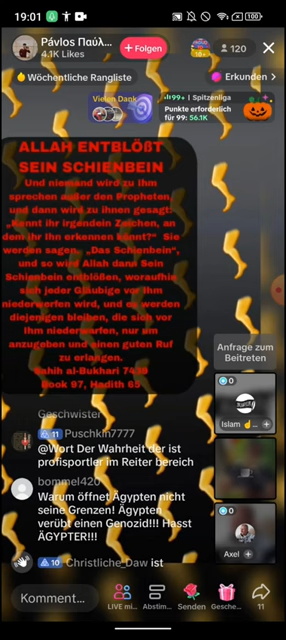 19:01
100
Pávlos Παύλ...
4.1K Likes
+ Folgen
18+
120
Wöchentliche Rangliste
Erkunden >
Vielen Dank
99+ | Spitzenliga
Punkte erforderlich
für 99: 56.1K
ALLAH ENTBLÖẞT
SEIN SCHIENBEIN
Und niemand wird zu ihm
sprechen außer den Propheten,
und dann wird zu ihnen gesagt:
„Kennt ihr irgendein Zeichen, an
dem ihr Ihn erkennen könnt?“ Sie
werden sagen: „Das Schienbein“,
und so wird Allah dann Sein
Schienbein entblößen, woraufhin
sich jeder Gläubige vor Ihm
niederwerfen wird, und es werden
diejenigen bleiben, die sich vor
Ihm niederwerfen, nur um
anzugeben und einen guten Ruf
zu erlangen.
Sahih al-Bukhari 7439
Book 97, Hadith 65
Anfrage zum
Beitreten
0
Islam
Geschwister
11 Puschkin7777
@Wort Der Wahrheit der ist
profisportler im Reiter bereich
bommel420
Warum öffnet Ägypten nicht
seine Grenzen! Ägypten
verübt einen Genozid!!! Hasst
ÄGYPTER!!!
0
Axel
10 Christliche_Daw ist
Komment...
LIVE mi...
Abstim...
Senden
Gesche...
11